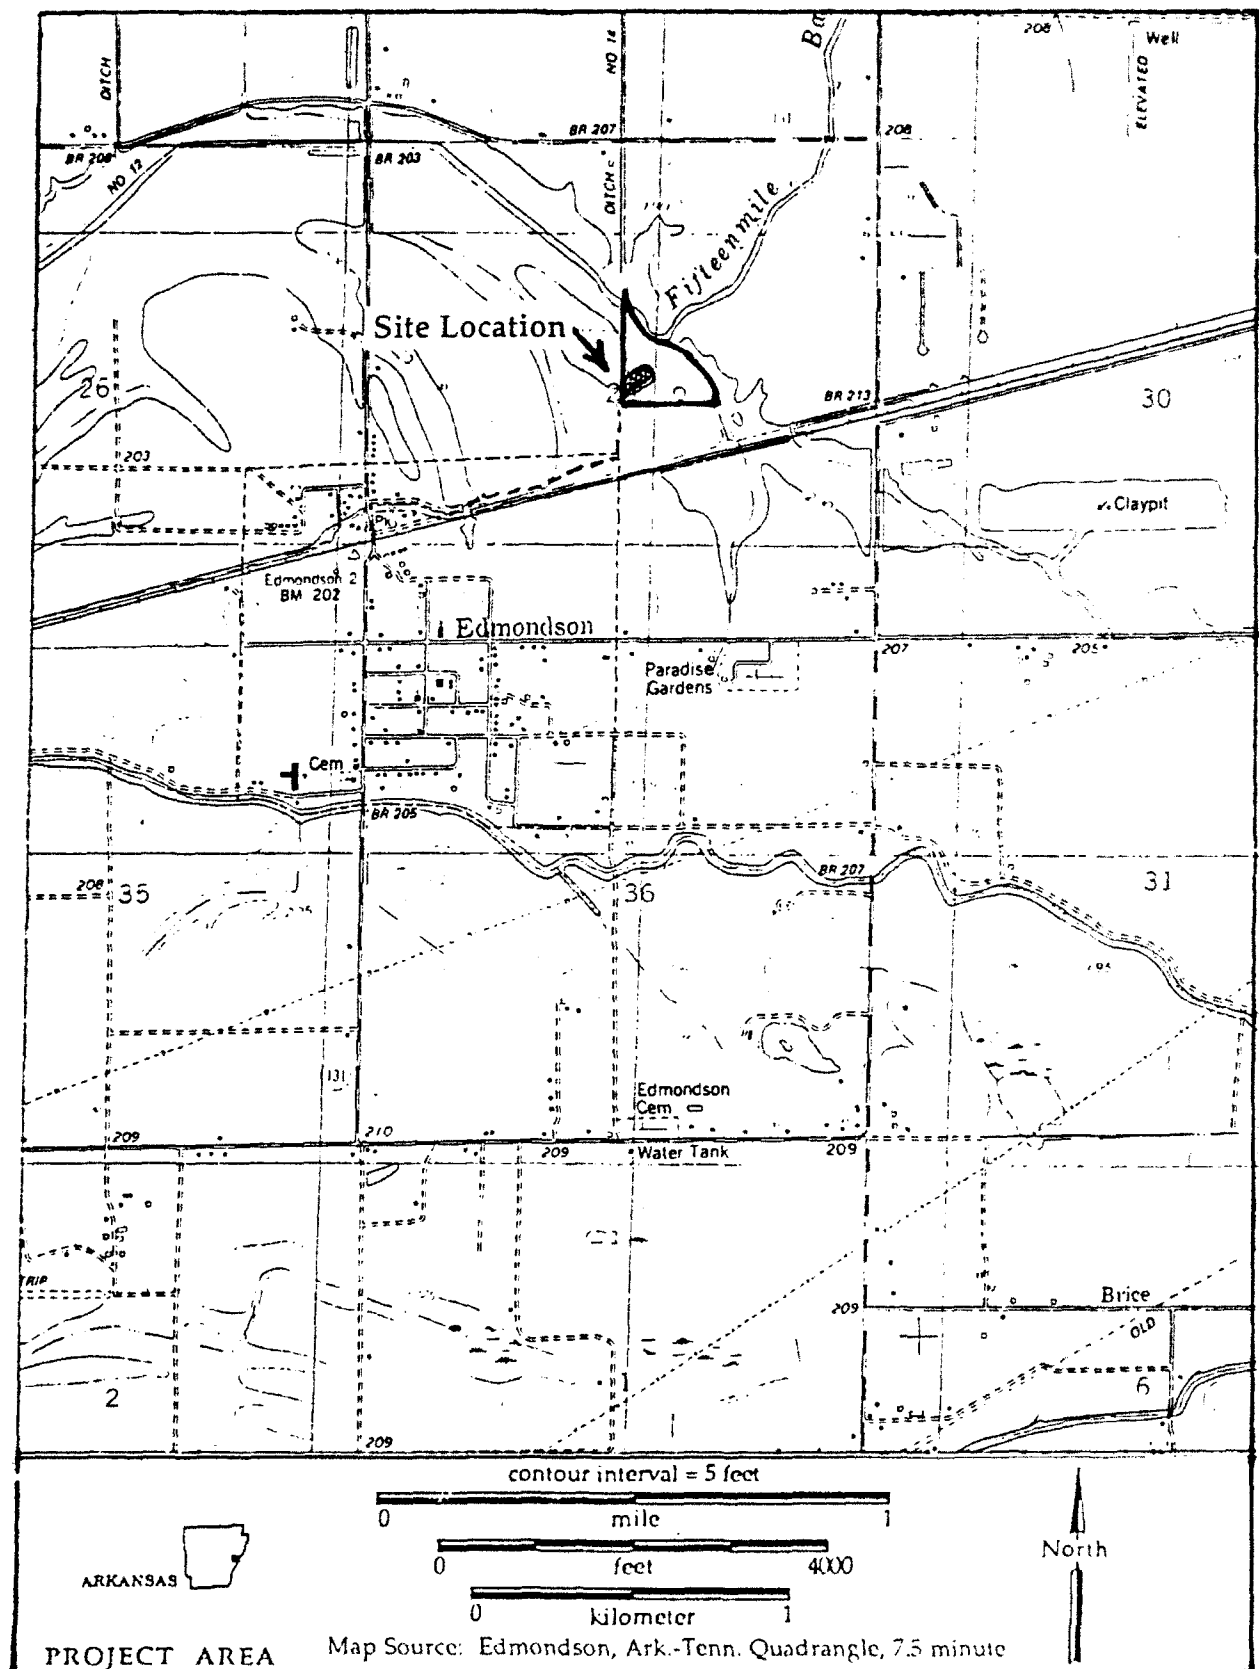 208
Well
DITCH
NO 14
Ba
ELEVATED
BR 207
208
BR 208
BR 203
NO 12
DITCH
Fifteenmile
Site Location
26
BR 213
30
203
Claypit
Edmondson 2
BM 202
Edmondson
207
205
Paradise
Gardens
Cem
BR 205
BR 207
208
35
36
31
131
Edmondson
Cem
209
210
209
Water Tank
209
TRIP
209
Brice
OLD
2
1
6
209
contour interval = 5 feet
0 mile 1
0 feet 4000
0 kilometer 1
North
ARKANSAS
PROJECT AREA
Map Source: Edmondson, Ark.-Tenn. Quadrangle, 7.5 minute